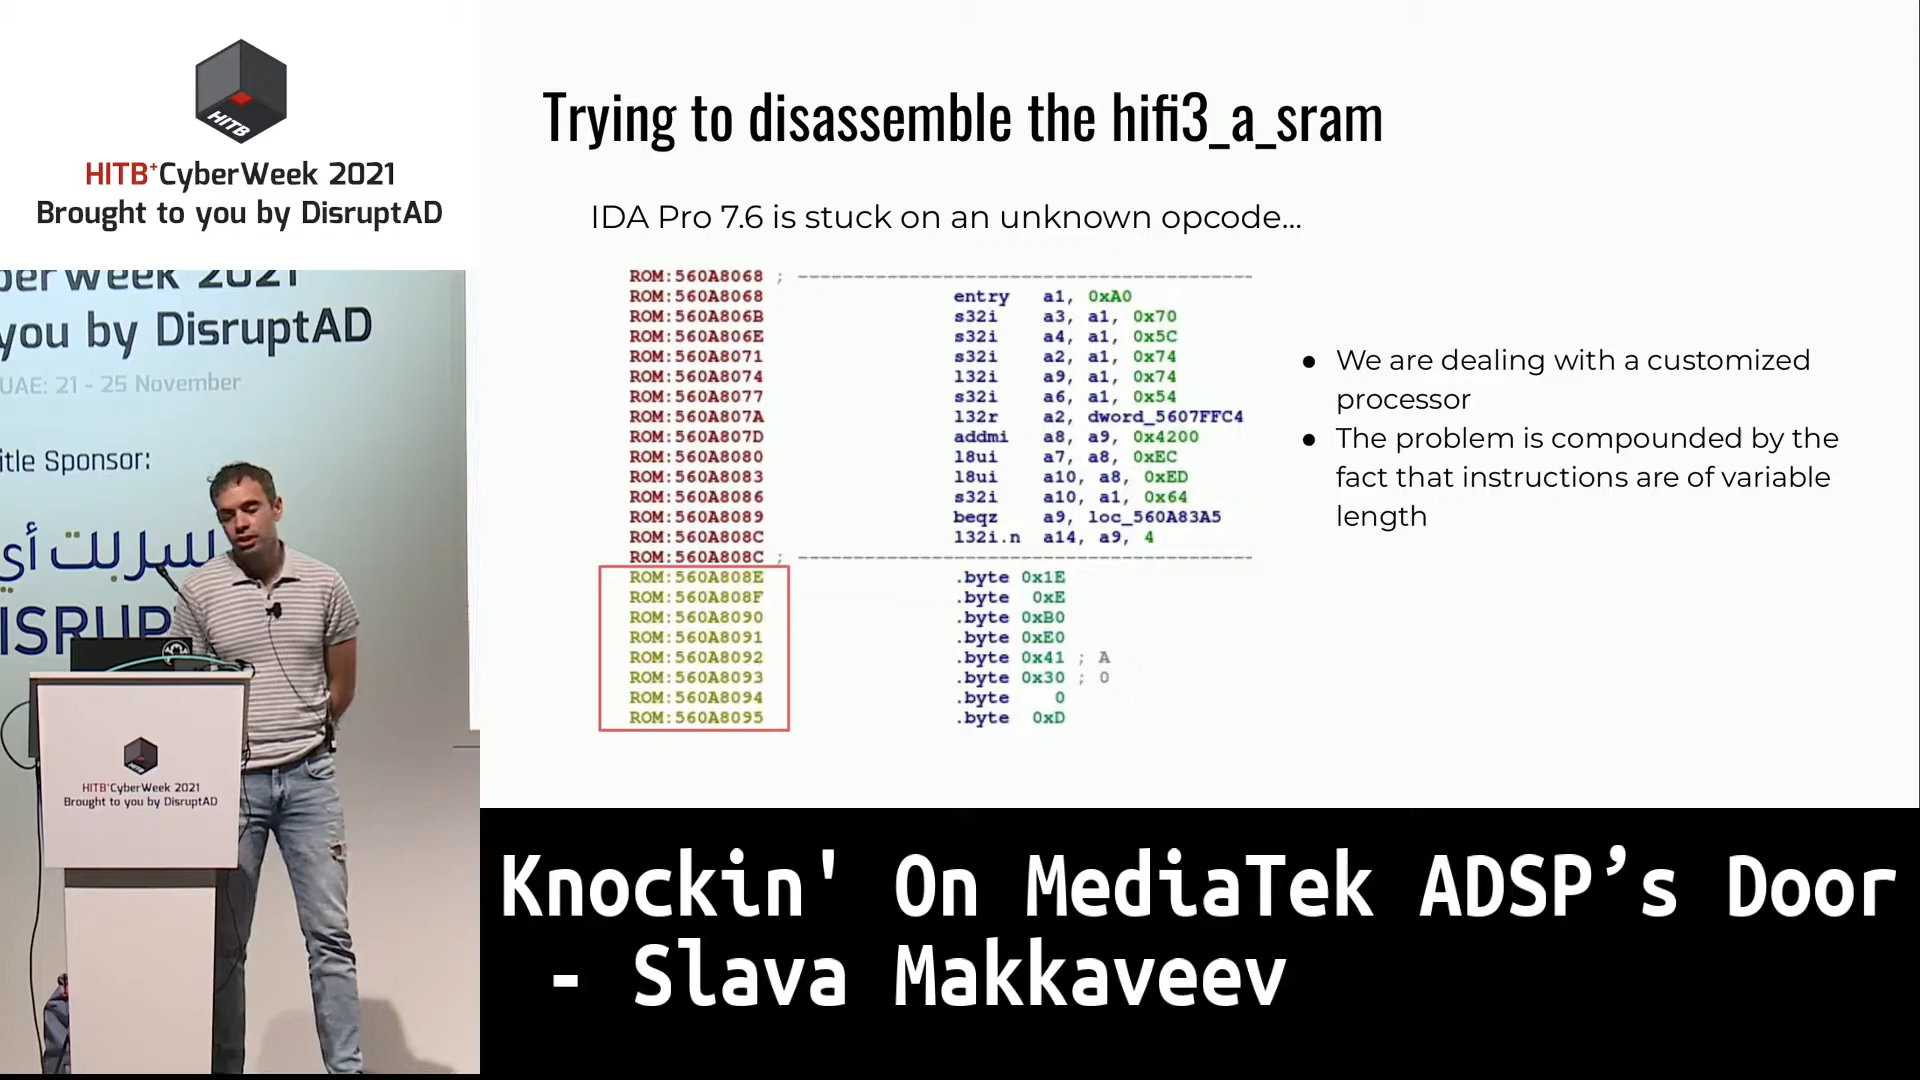 HITB
HITB+CyberWeek 2021
Brought to you by DisruptAD
ber Week 2021
you by DisruptAD
UAE: 21 - 25 November
itle Sponsor:
ISRUPT
HITB+CyberWeek 2021
Brought to you by DisruptAD
Trying to disassemble the hifi3_a_sram
IDA Pro 7.6 is stuck on an unknown opcode...
ROM:560A8068 ; ---------------------------------------
ROM:560A8068 entry a1, 0xA0
ROM:560A806B s32i a3, a1, 0x70
ROM:560A806E s32i a4, a1, 0x5C
ROM:560A8071 s32i a2, a1, 0x74
ROM:560A8074 l32i a9, a1, 0x74
ROM:560A8077 s32i a6, a1, 0x54
ROM:560A807A l32r a2, dword_5607FFC4
ROM:560A807D addmi a8, a9, 0x4200
ROM:560A8080 l8ui a7, a8, 0xEC
ROM:560A8083 l8ui a10, a8, 0xED
ROM:560A8086 s32i a10, a1, 0x64
ROM:560A8089 beqz a9, loc_560A83A5
ROM:560A808C l32i.n a14, a9, 4
ROM:560A808C ; ---------------------------------------
ROM:560A808E .byte 0x1E
ROM:560A808F .byte 0xE
ROM:560A8090 .byte 0xB0
ROM:560A8091 .byte 0xE0
ROM:560A8092 .byte 0x41 ; A
ROM:560A8093 .byte 0x30 ; 0
ROM:560A8094 .byte 0
ROM:560A8095 .byte 0xD
● We are dealing with a customized
processor
● The problem is compounded by the
fact that instructions are of variable
length
Knockin' On MediaTek ADSP’s Door
- Slava Makkaveev